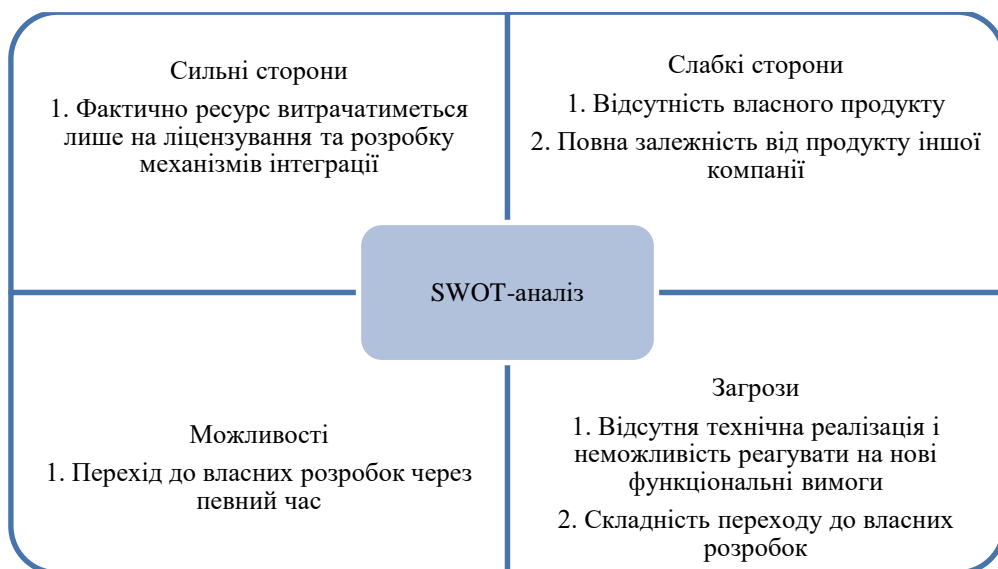 Сильні сторони
1. Фактично ресурс витрачатиметься
лише на ліцензування та розробку
механізмів інтеграції
Слабкі сторони
1. Відсутність власного продукту
2. Повна залежність від продукту іншої
компанії
SWOT-аналіз
Можливості
1. Перехід до власних розробок через
певний час
Загрози
1. Відсутня технічна реалізація і
неможливість реагувати на нові
функціональні вимоги
2. Складність переходу до власних
розробок